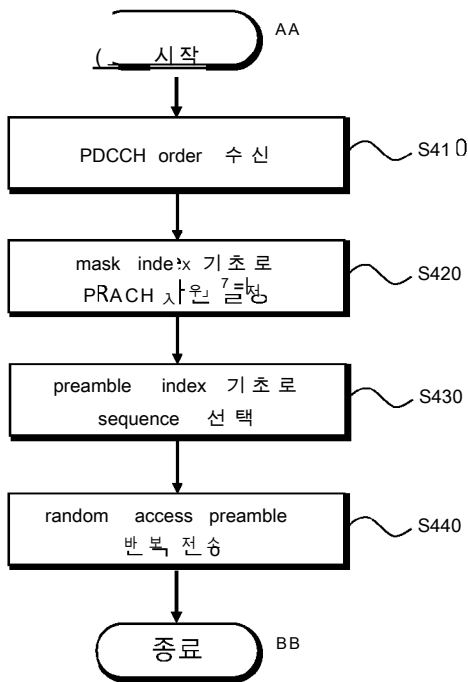 AA
시작
PDCCH order 수신
S410
mask index 기초로
PRACH 자원 결정
S420
preamble index 기초로
sequence 선택
S430
random access preamble
반복 전송
S440
종료
BB